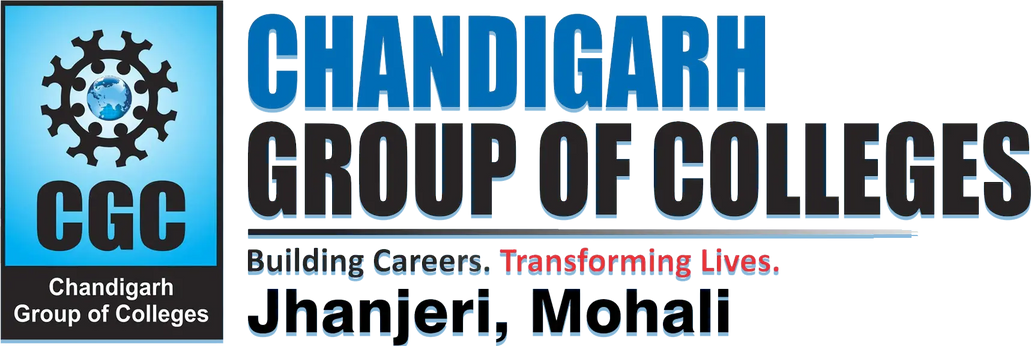 CGC
Chandigarh
Group of Colleges
CHANDIGARH
GROUP OF COLLEGES
Building Careers. Transforming Lives.
Jhanjeri, Mohali